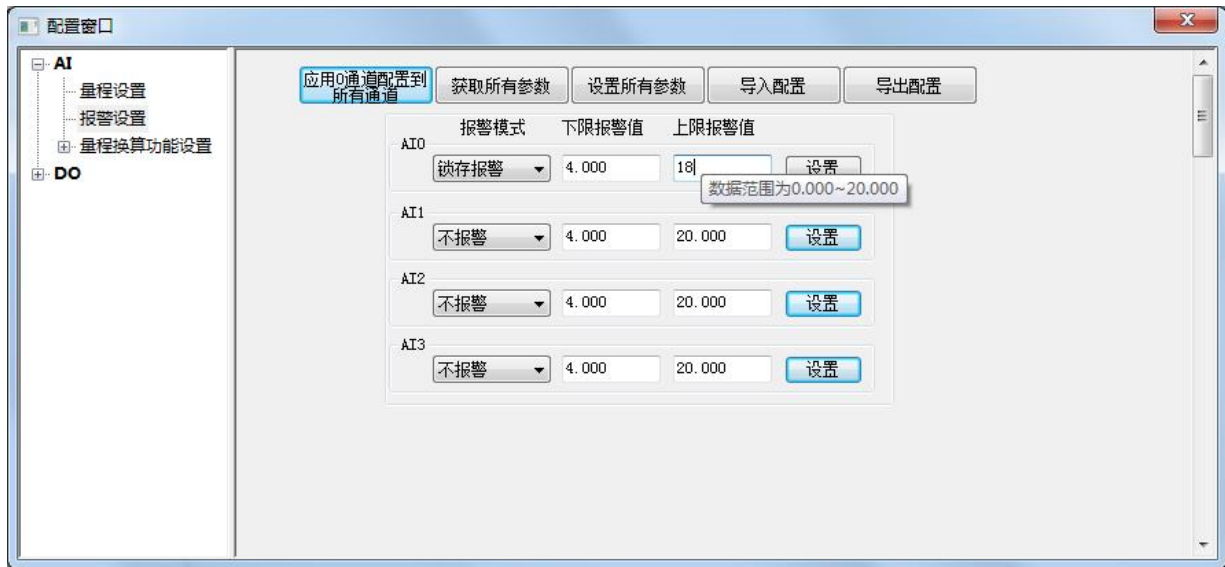 配置窗口
AI
量程设置
报警设置
量程换算功能设置
DO
应用0通道配置到
所有通道
获取所有参数
设置所有参数
导入配置
导出配置
报警模式 下限报警值 上限报警值
AI0
锁存报警 4.000 18 设置
数据范围为0.000~20.000
AI1
不报警 4.000 20.000 设置
AI2
不报警 4.000 20.000 设置
AI3
不报警 4.000 20.000 设置